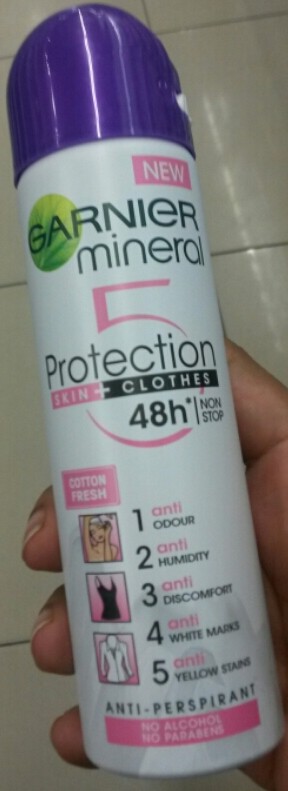 NEW
GARNIER
mineral
5
Protection
SKIN + CLOTHES
48h* NON
STOP
COTTON
FRESH
1 anti
ODOUR
2 anti
HUMIDITY
3 anti
DISCOMFORT
4 anti
WHITE MARKS
5 anti
YELLOW STAINS
ANTI-PERSPIRANT
NO ALCOHOL
NO PARABENS